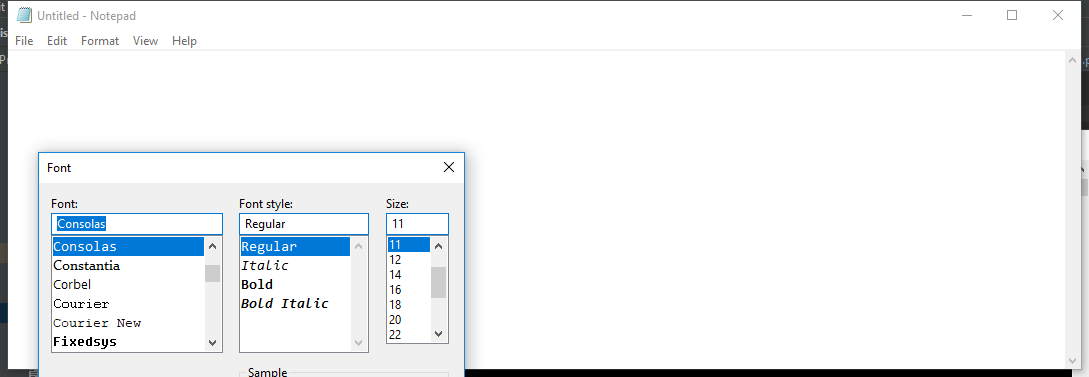 Untitled - Notepad
File Edit Format View Help
Font
Font: Font style: Size:
Consolas Regular 11
Consolas Regular 11
Constantia Italic 12
Corbel Bold 14
Courier Bold Italic 16
Courier New 18
Fixedsys 20
22
Sample